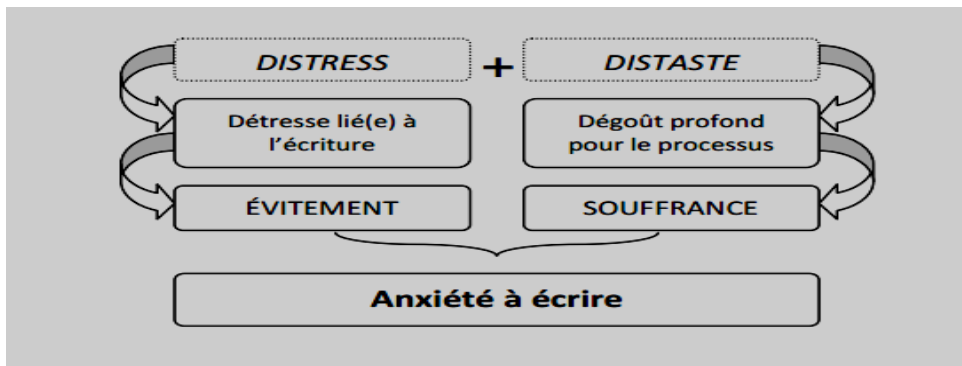 DISTRESS + DISTASTE
Détresse lié(e) à
l'écriture
Dégoût profond
pour le processus
ÉVITEMENT
SOUFFRANCE
Anxiété à écrire